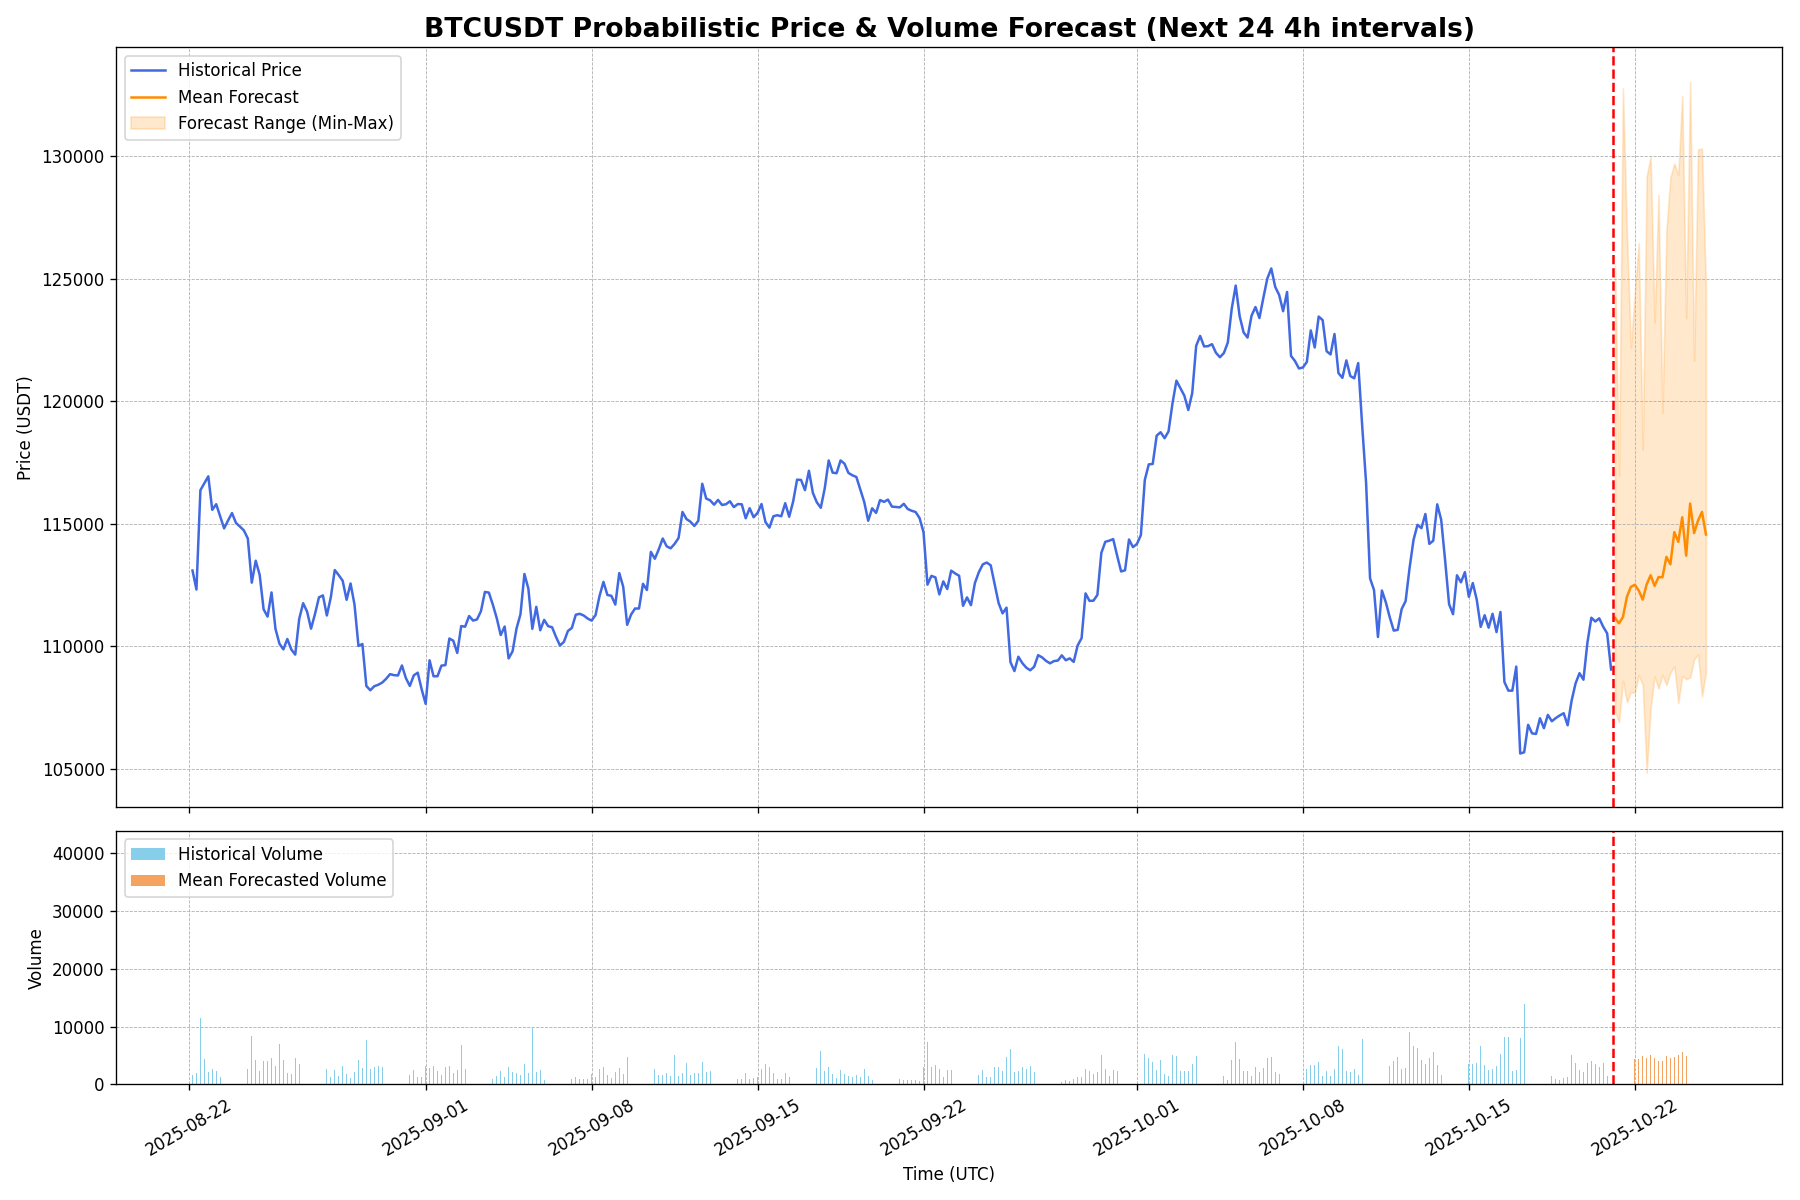 BTCUSDT Probabilistic Price & Volume Forecast (Next 24 4h intervals)
Historical Price
Mean Forecast
Forecast Range (Min-Max)
130000
125000
120000
115000
110000
105000
Price (USDT)
Historical Volume
Mean Forecasted Volume
40000
30000
20000
10000
0
Volume
2025-08-22
2025-09-01
2025-09-08
2025-09-15
2025-09-22
2025-10-01
2025-10-08
2025-10-15
2025-10-22
Time (UTC)